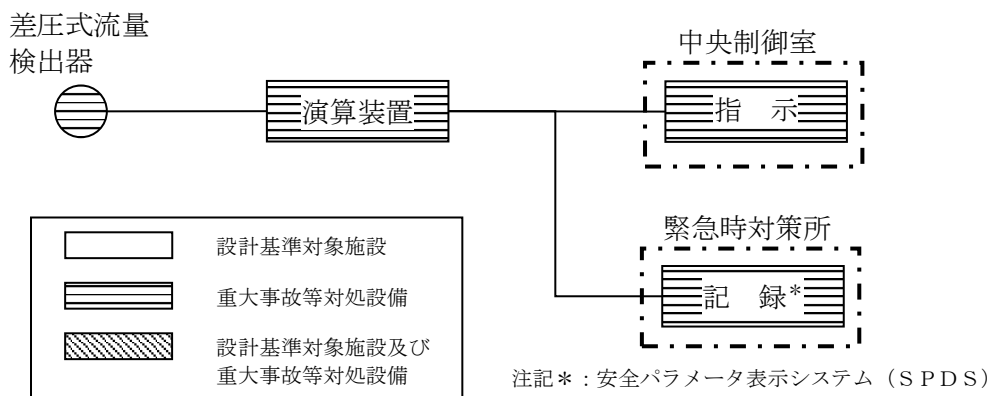 差圧式流量
検出器
演算装置
中央制御室
指 示
緊急時対策所
記 録*
設計基準対象施設
重大事故等対処設備
設計基準対象施設及び
重大事故等対処設備
注記*:安全パラメータ表示システム(SPDS)